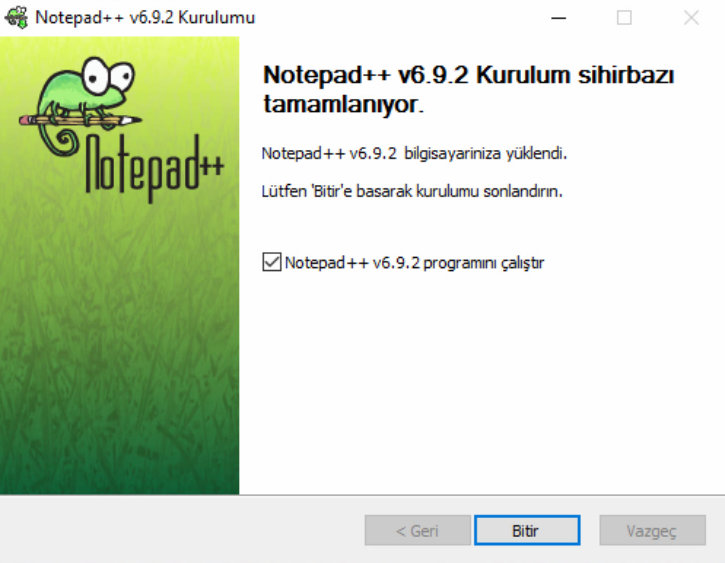 Notepad++ v6.9.2 Kurulumu
Notepad++
Notepad++ v6.9.2 Kurulum sihirbazı
tamamlanıyor.
Notepad++ v6.9.2 bilgisayariniza yüklendi.
Lütfen 'Bitir'e basarak kurulumu sonlandırın.
Notepad++ v6.9.2 programını çalıştır
< Geri
Bitir
Vazgeç